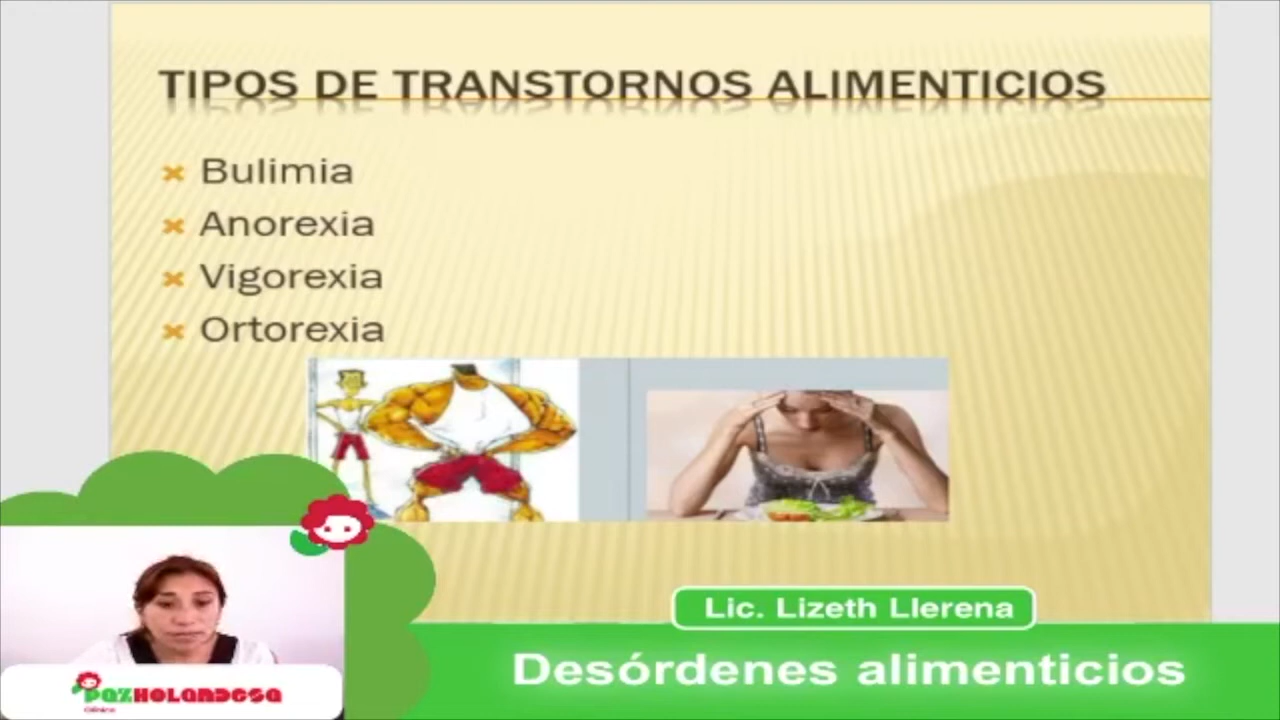 TIPOS DE TRANSTORNOS ALIMENTICIOS
Bulimia
Anorexia
Vigorexia
Ortorexia
Lic. Lizeth Llerena
Desórdenes alimenticios
PAZHOLANDESA